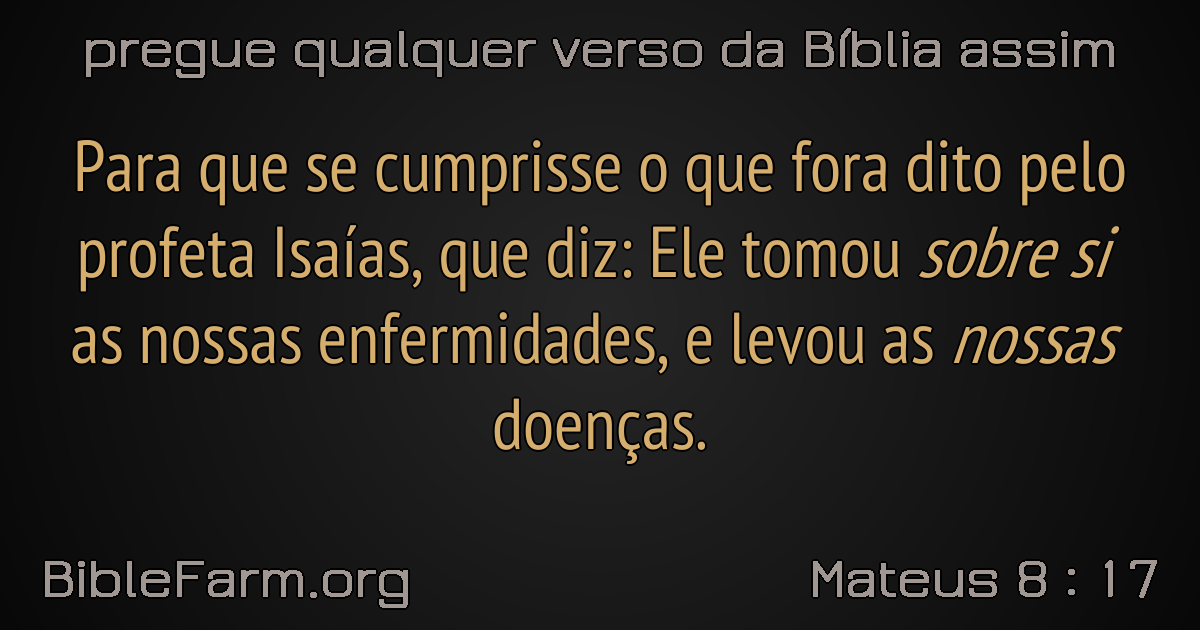 pregue qualquer verso da Bíblia assim
Para que se cumprisse o que fora dito pelo
profeta Isaías, que diz: Ele tomou sobre si
as nossas enfermidades, e levou as nossas
doenças.
BibleFarm.org
Mateus 8 : 17